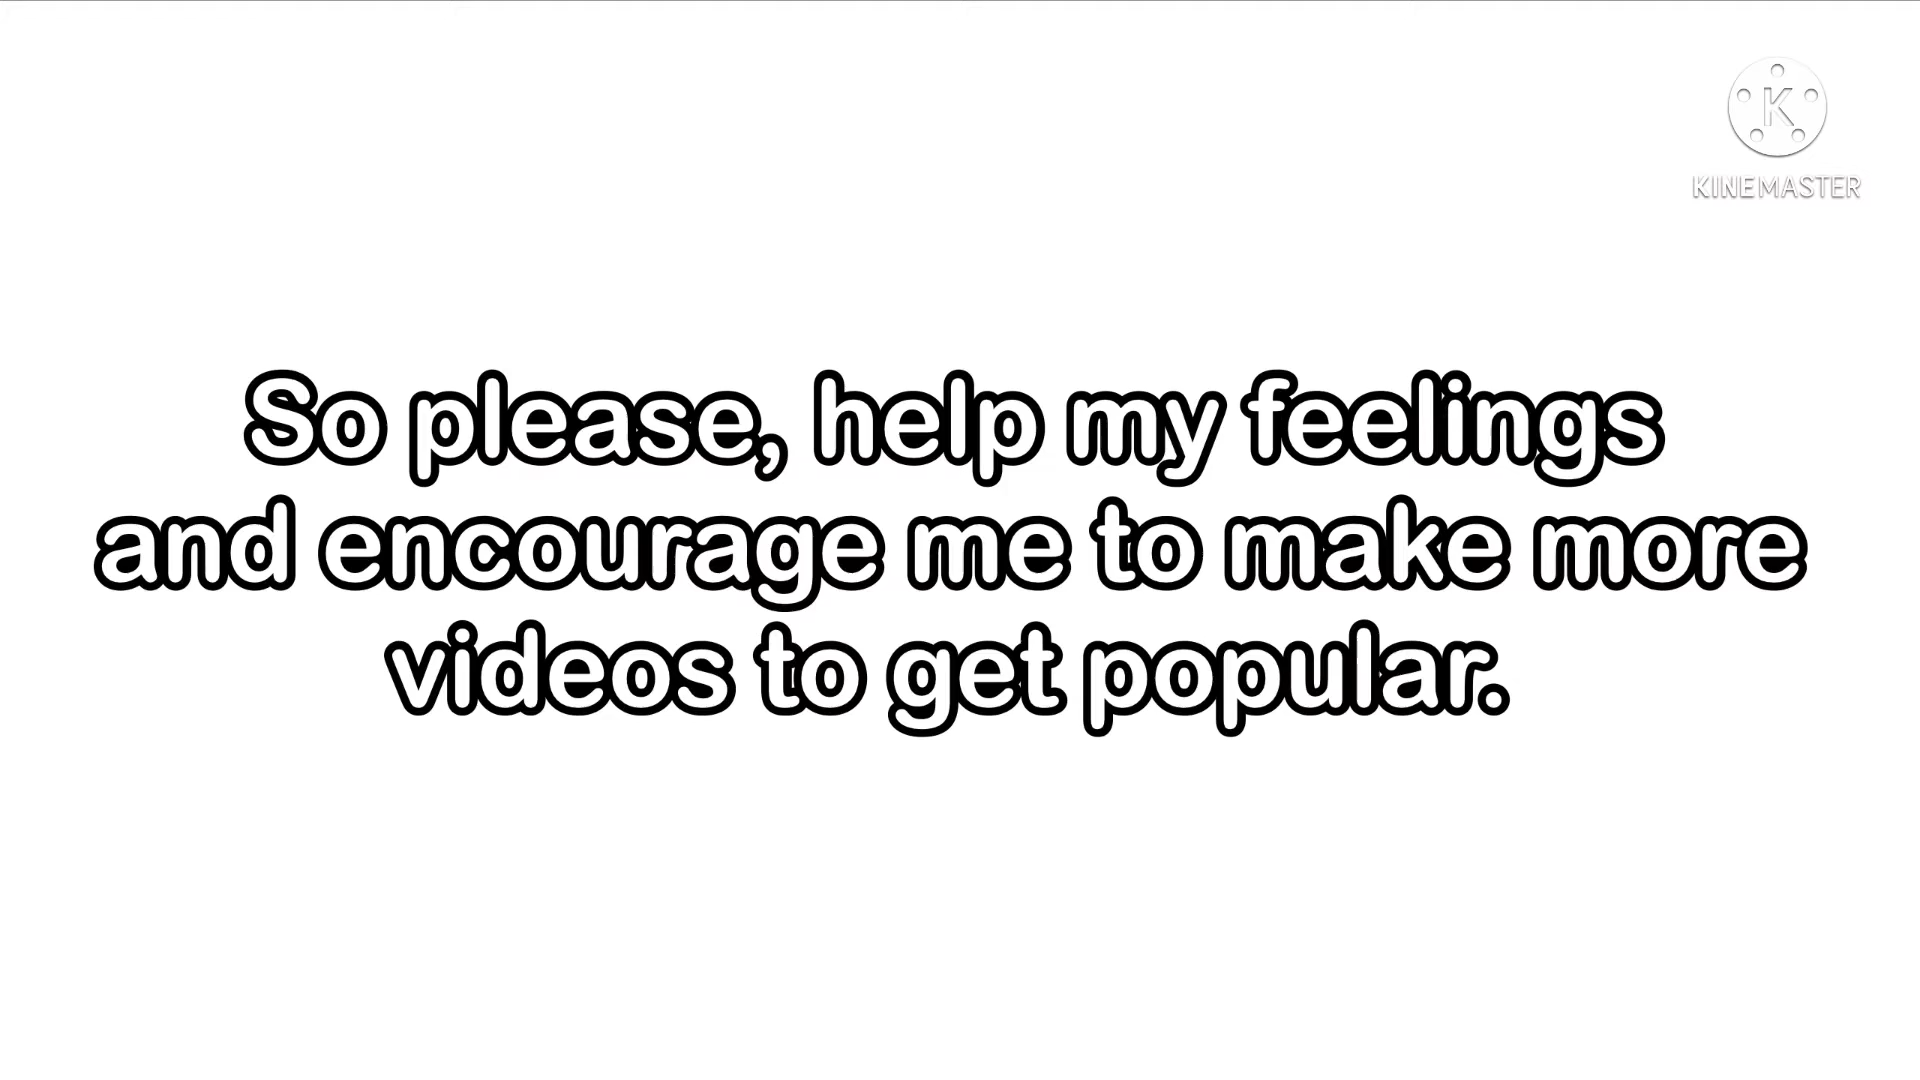 K
KINEMASTER
So please, help my feelings
and encourage me to make more
videos to get popular.